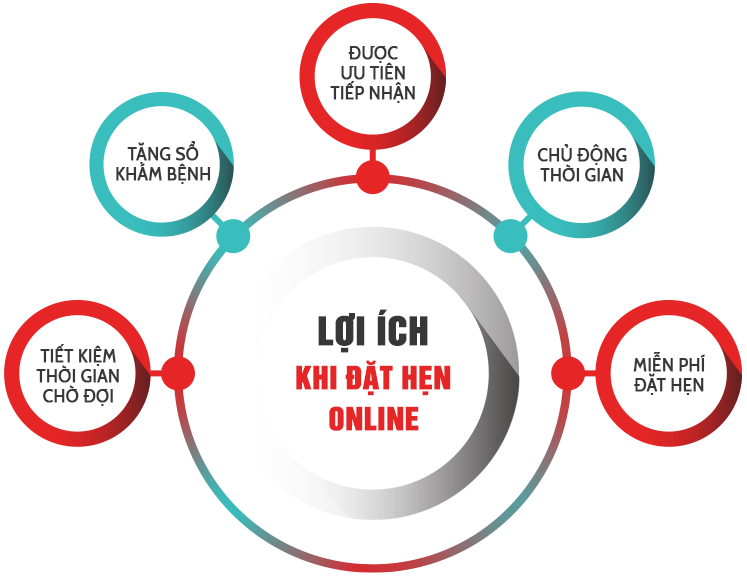 ĐƯỢC
ƯU TIÊN
TIẾP NHẬN
TĂNG SỔ
KHÁM BỆNH
CHỦ ĐỘNG
THỜI GIAN
TIẾT KIỆM
THỜI GIAN
CHỜ ĐỢI
LỢI ÍCH
KHI ĐẶT HẸN
ONLINE
MIỄN PHÍ
ĐẶT HẸN